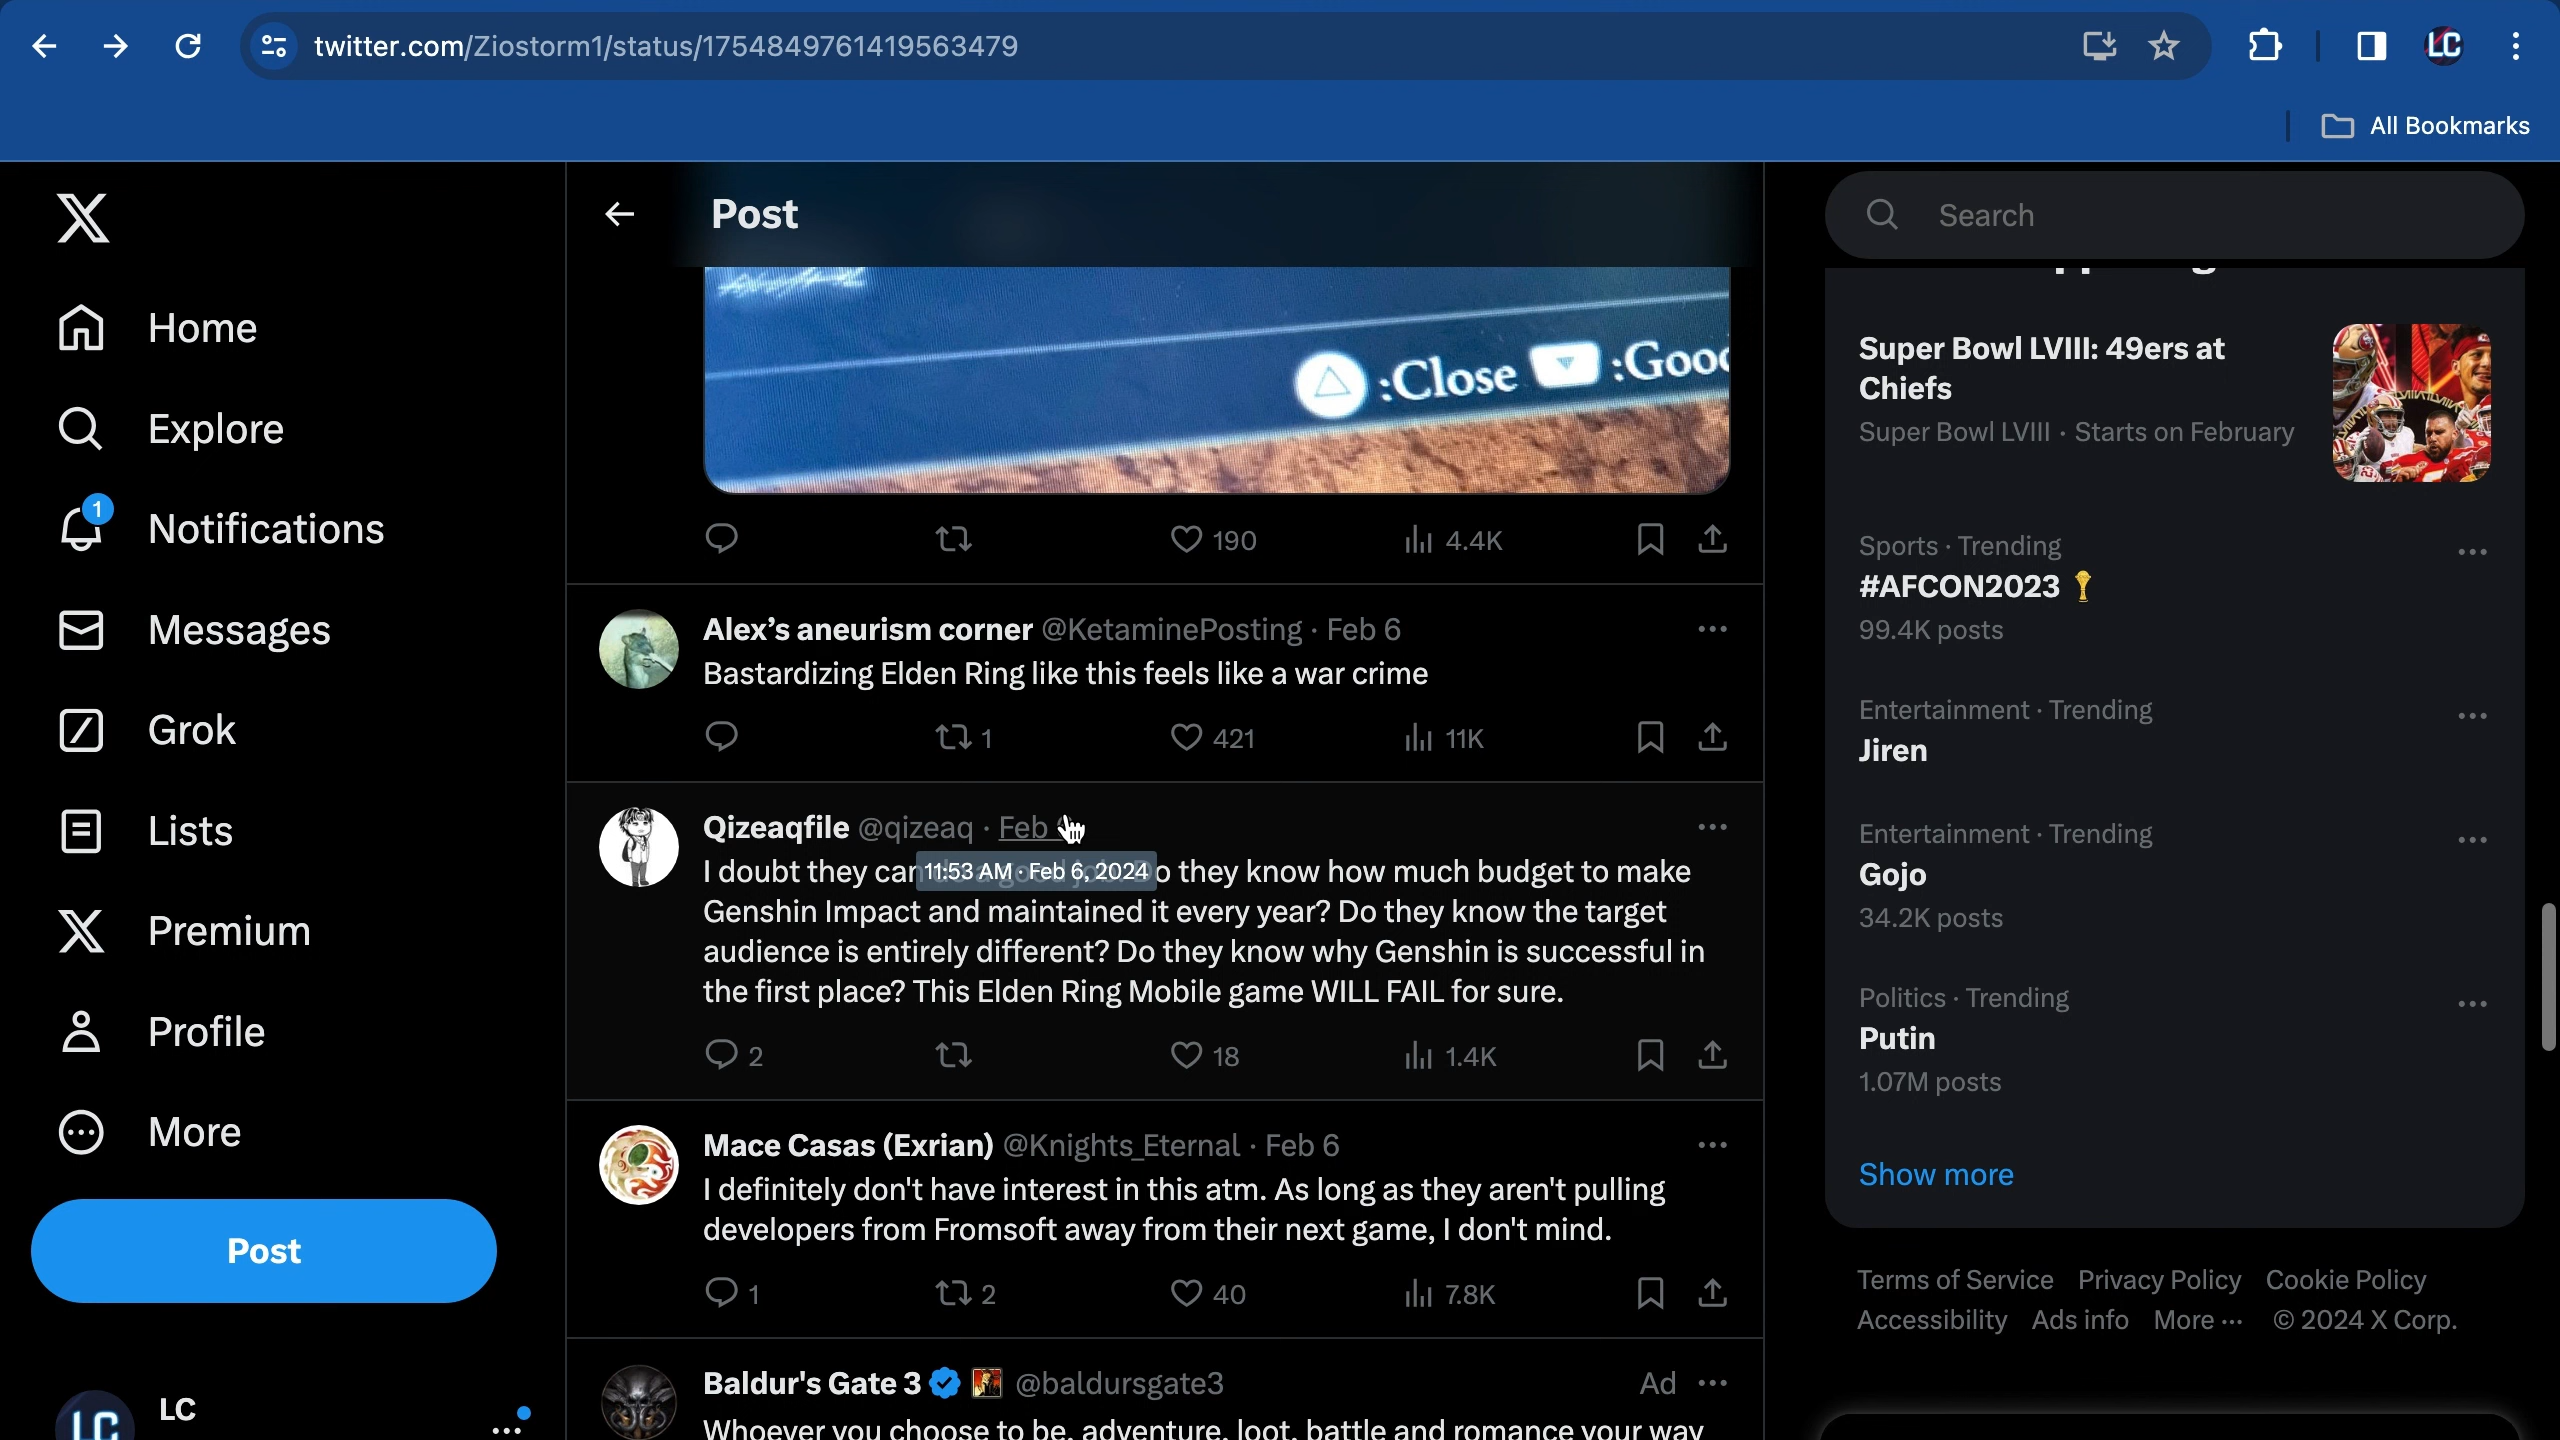 twitter.com/Ziostorm1/status/1754849761419563479
All Bookmarks
Home
Explore
1
Notifications
Messages
Grok
Lists
Premium
Profile
More
Post
LC
LC
Post
:Close
190
4.4K
Alex’s aneurism corner @KetaminePosting · Feb 6
Bastardizing Elden Ring like this feels like a war crime
1
421
11K
Qizeaqfile @qizeaq · Feb
11:53 AM · Feb 6, 2024
I doubt they can do a good job. Do they know how much budget to make
Genshin Impact and maintained it every year? Do they know the target
audience is entirely different? Do they know why Genshin is successful in
the first place? This Elden Ring Mobile game WILL FAIL for sure.
2
18
1.4K
Mace Casas (Exrian) @Knights_Eternal · Feb 6
I definitely don't have interest in this atm. As long as they aren't pulling
developers from Fromsoft away from their next game, I don't mind.
1
2
40
7.8K
Baldur's Gate 3 @baldursgate3
Ad
Whoever you choose to be, adventure, loot, battle and romance your way
Search
Super Bowl LVIII: 49ers at
Chiefs
Super Bowl LVIII · Starts on February
Sports · Trending
#AFCON2023
99.4K posts
Entertainment · Trending
Jiren
Entertainment · Trending
Gojo
34.2K posts
Politics · Trending
Putin
1.07M posts
Show more
Terms of Service Privacy Policy Cookie Policy
Accessibility Ads info More ··· © 2024 X Corp.
LC